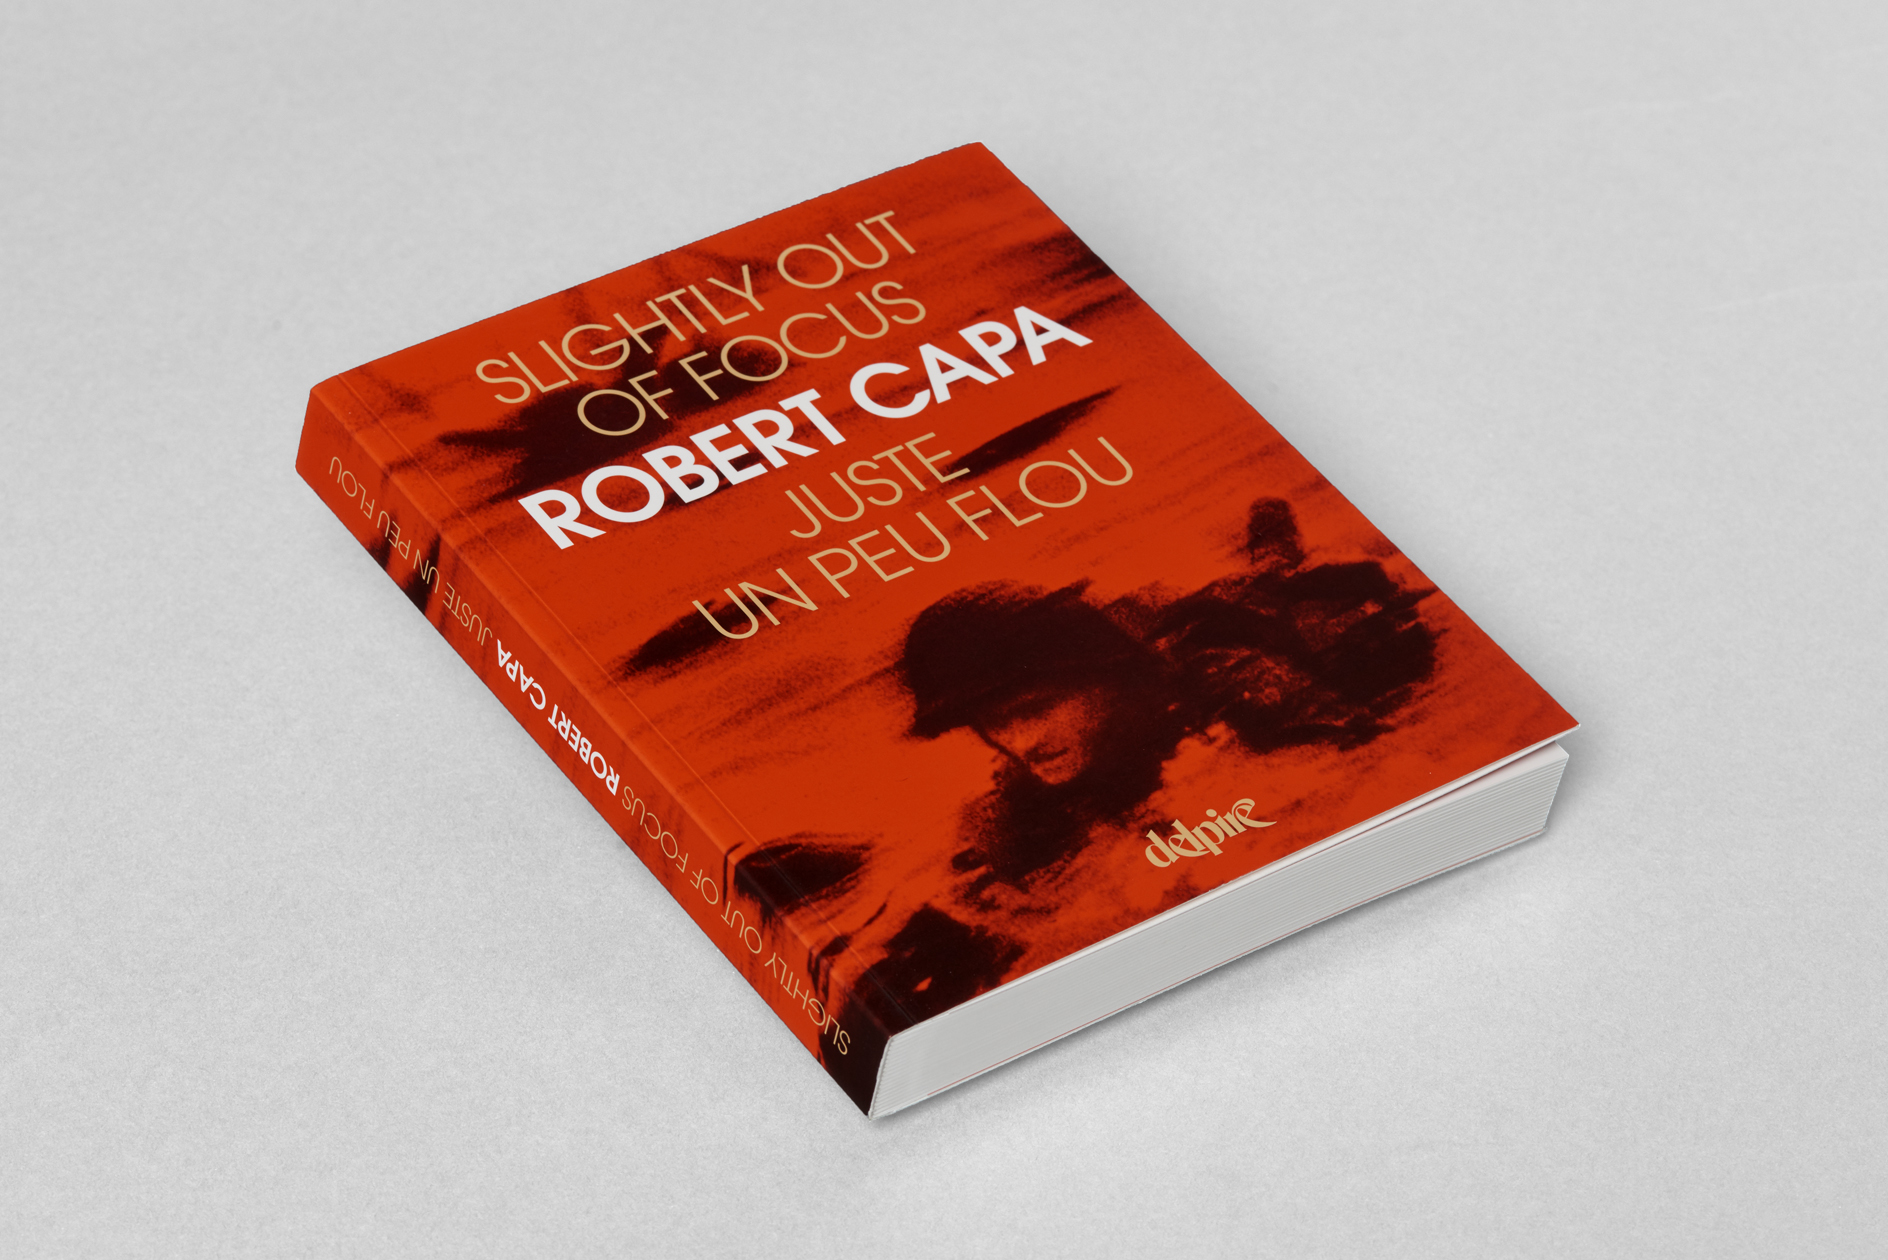 SLIGHTLY OUT
OF FOCUS
ROBERT CAPA
JUSTE
UN PEU FLOU
delpire
SLIGHTLY OUT OF FOCUS ROBERT CAPA JUSTE UN PEU FLOU